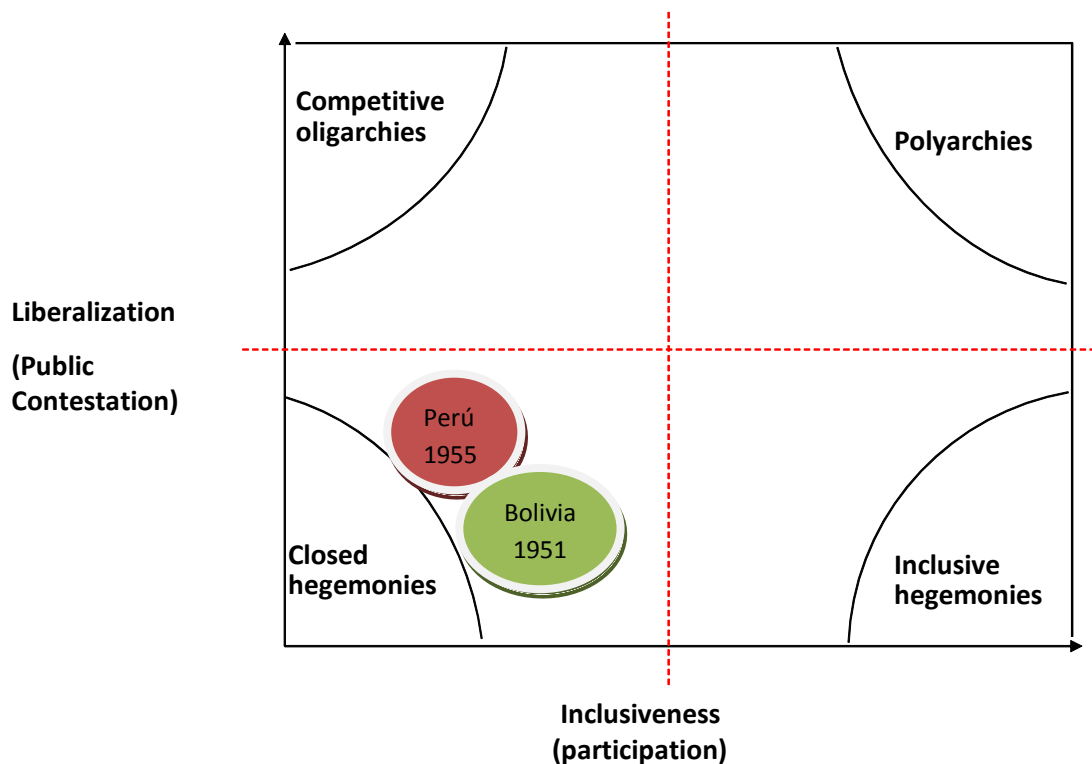 Competitive
oligarchies
Polyarchies
Liberalization
(Public
Contestation)
Perú
1955
Bolivia
1951
Closed
hegemonies
Inclusive
hegemonies
Inclusiveness
(participation)